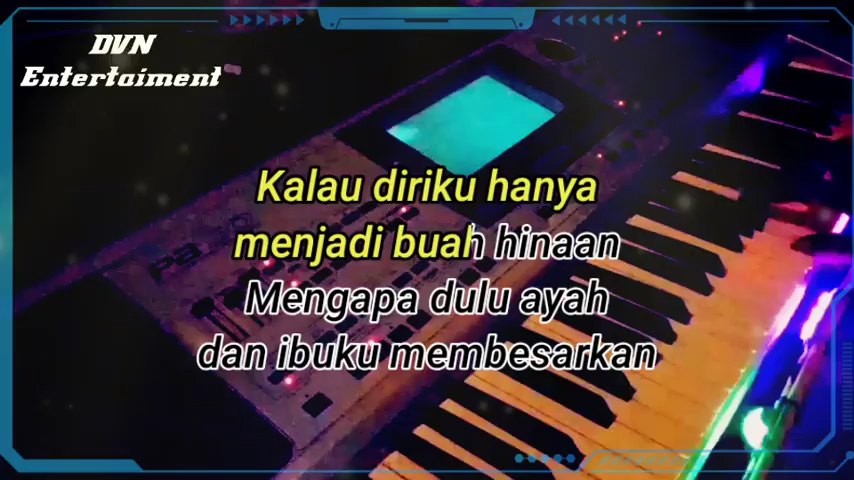 DVN
Entertaiment
Kalau diriku hanya
menjadi buah hinaan
Mengapa dulu ayah
dan ibuku membesarkan